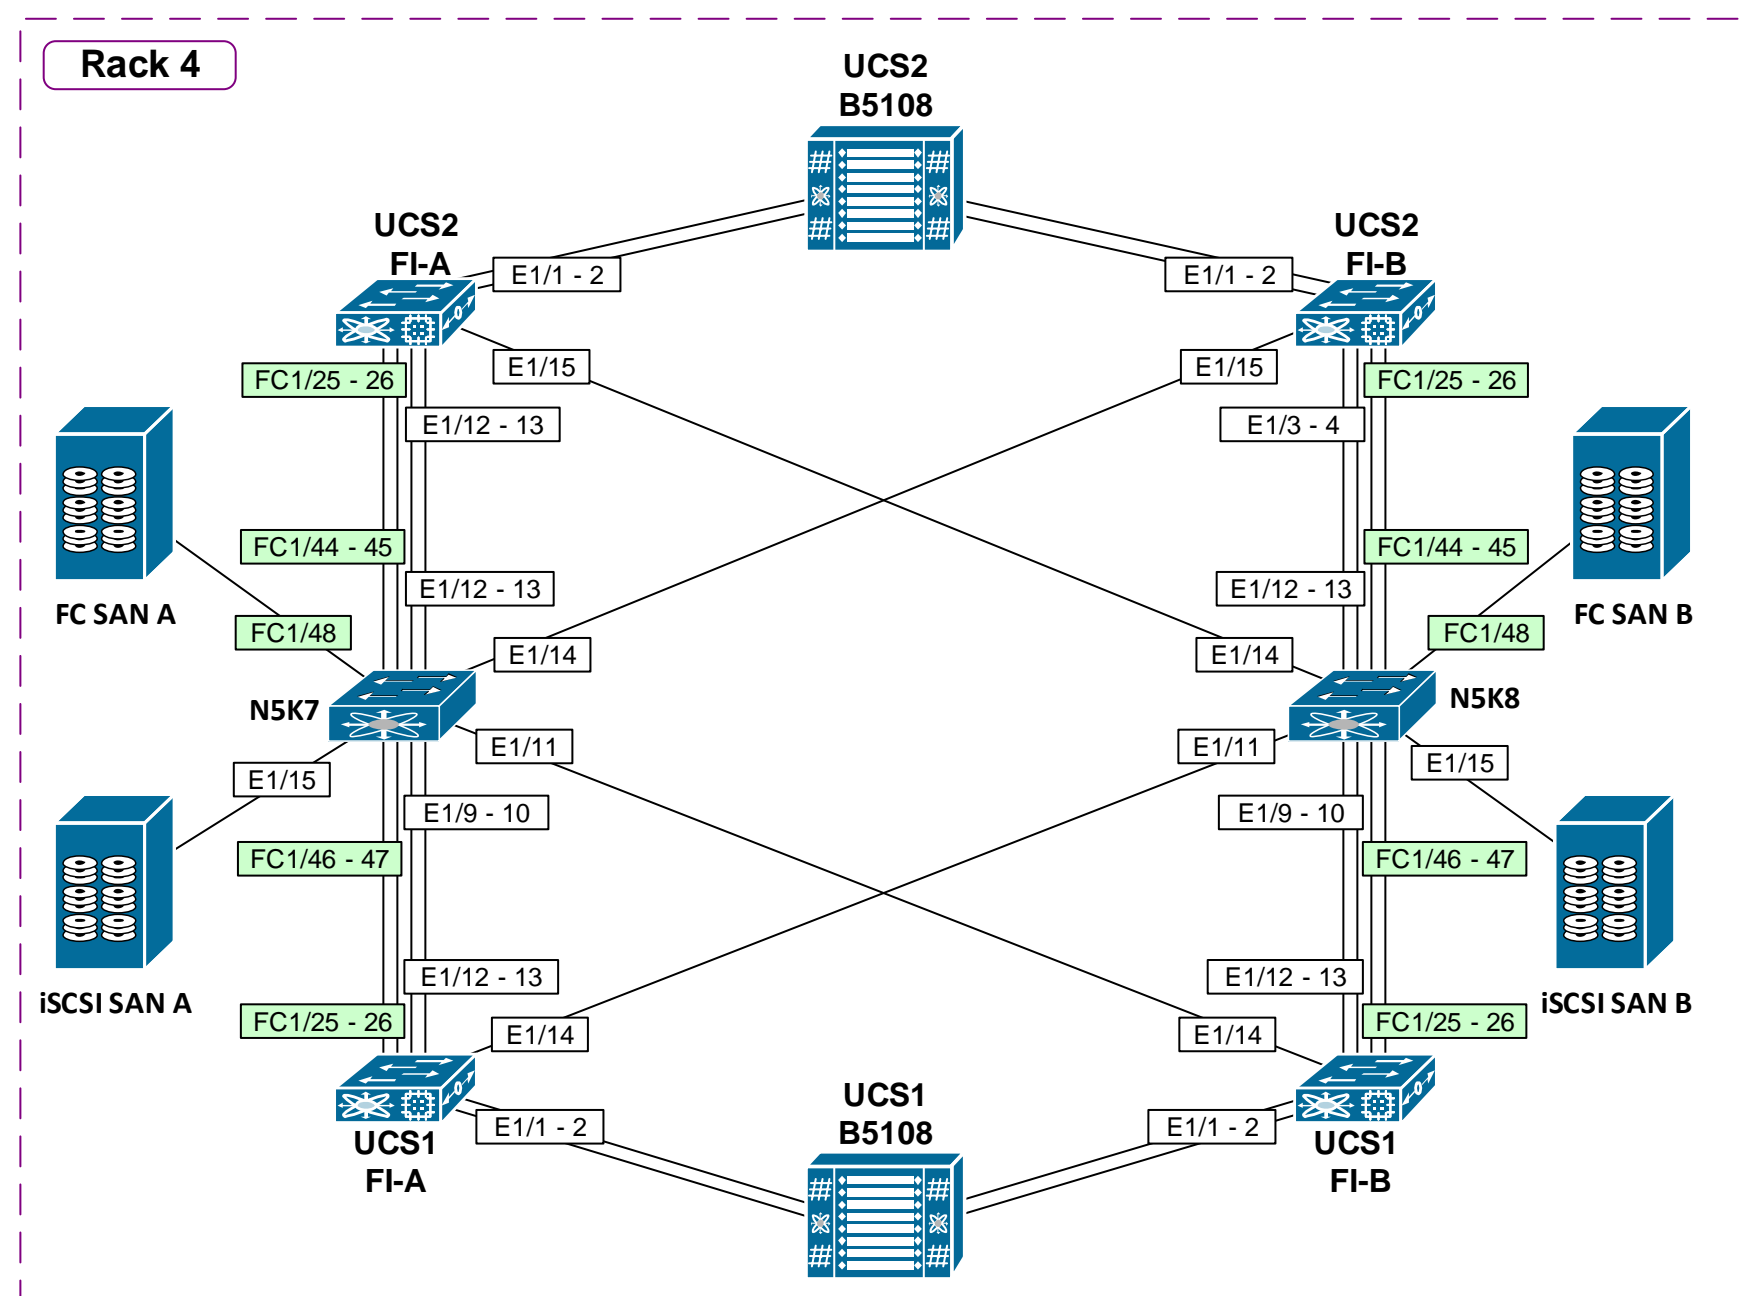 Rack 4
UCS2
B5108
UCS2
FI-A
UCS2
FI-B
E1/1 - 2
E1/1 - 2
E1/15
E1/15
FC1/25 - 26
FC1/25 - 26
E1/12 - 13
E1/3 - 4
FC1/44 - 45
FC1/44 - 45
E1/12 - 13
E1/12 - 13
FC SAN A
FC SAN B
FC1/48
FC1/48
E1/14
E1/14
N5K7
N5K8
E1/11
E1/11
E1/15
E1/15
E1/9 - 10
E1/9 - 10
FC1/46 - 47
FC1/46 - 47
E1/12 - 13
E1/12 - 13
iSCSI SAN A
iSCSI SAN B
FC1/25 - 26
FC1/25 - 26
E1/14
E1/14
E1/1 - 2
E1/1 - 2
UCS1
B5108
UCS1
FI-A
UCS1
FI-B